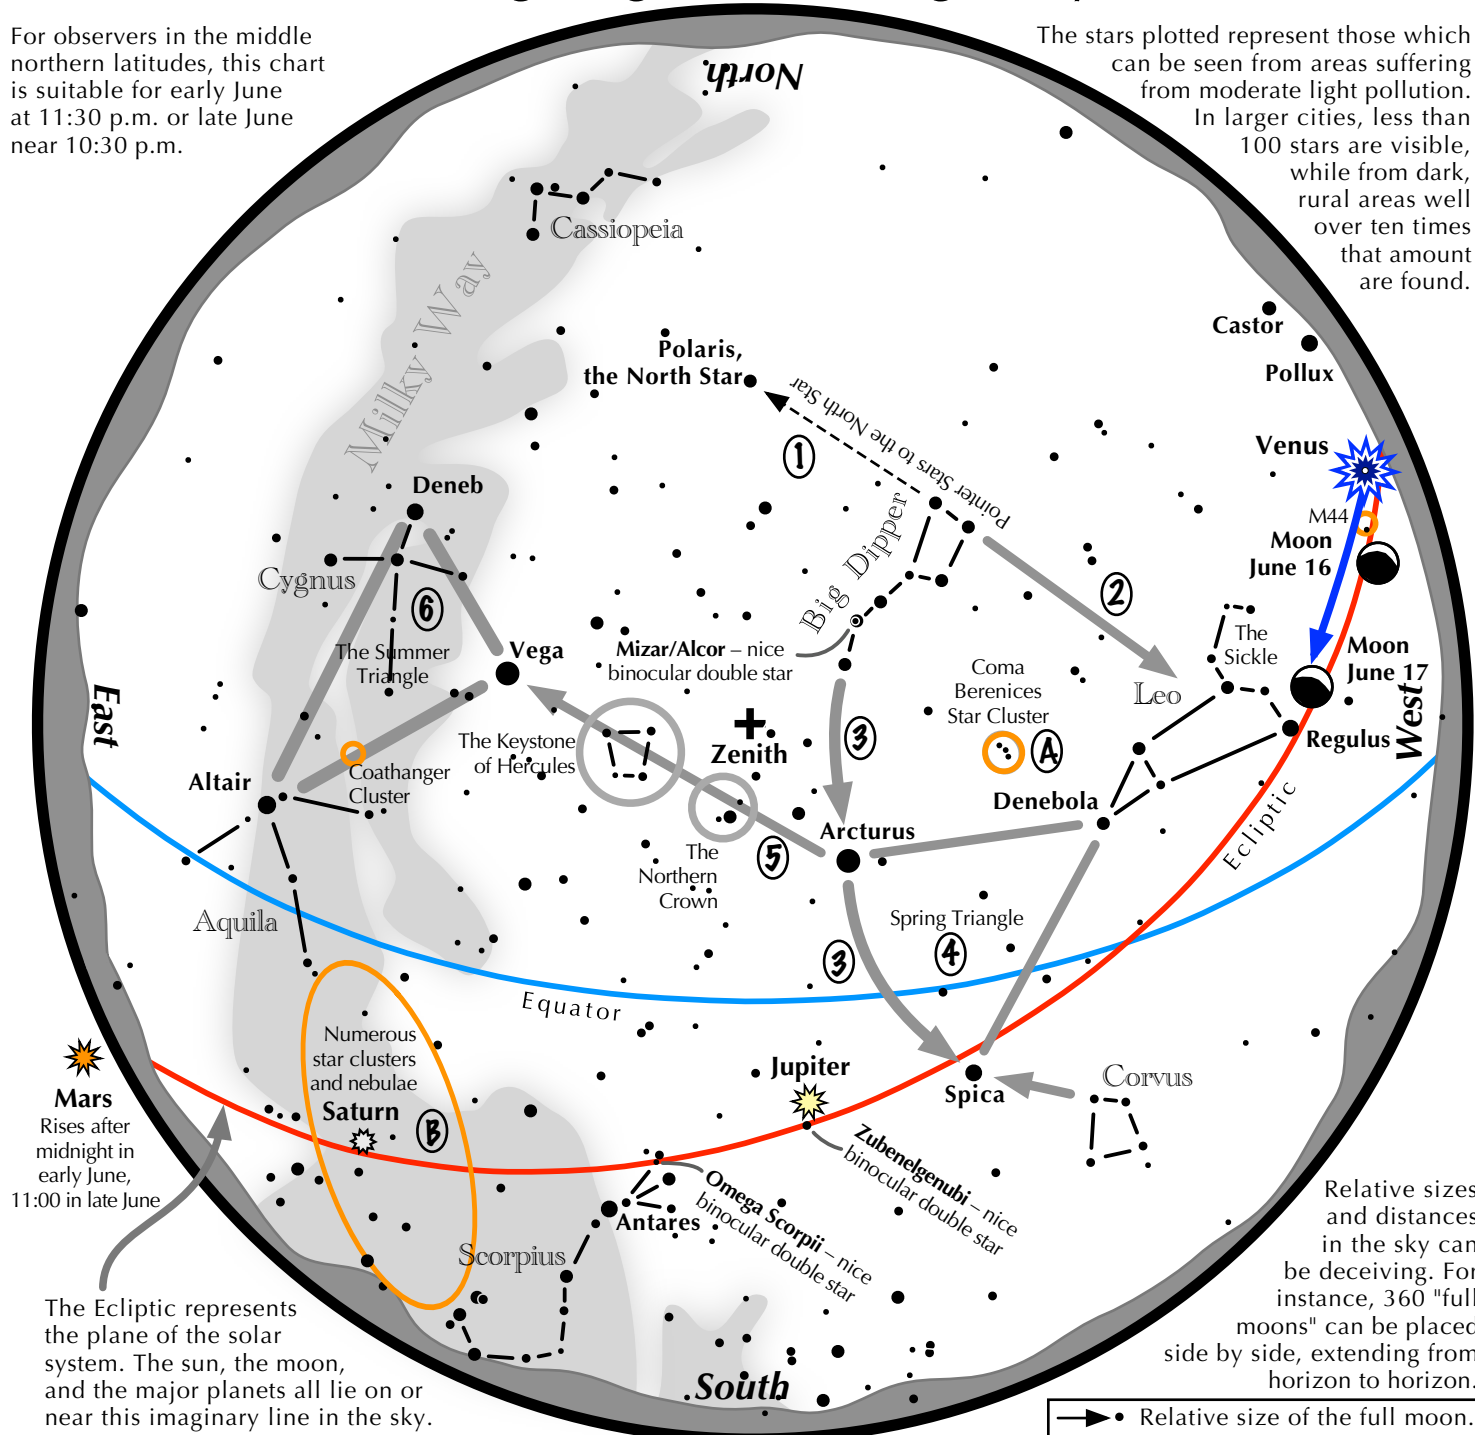 For observers in the middle
northern latitudes, this chart
is suitable for early June
at 11:30 p.m. or late June
near 10:30 p.m.
The stars plotted represent those which
can be seen from areas suffering
from moderate light pollution.
In larger cities, less than
100 stars are visible,
while from dark,
rural areas well
over ten times
that amount
are found.
North
Cassiopeia
Milky Way
Castor
Pollux
Polaris,
the North Star
Pointer Stars to the North Star
1
Venus
M44
Moon
June 16
Deneb
Cygnus
6
Big Dipper
2
The Summer
Triangle
Vega
Mizar/Alcor – nice
binocular double star
Coma
Berenices
Star Cluster
A
The
Sickle
Leo
Moon
June 17
East
West
Regulus
Zenith
3
The Keystone
of Hercules
Altair
Coathanger
Cluster
Denebola
Arcturus
5
The
Northern
Crown
Ecliptic
Aquila
Spring Triangle
4
3
Equator
Numerous
star clusters
and nebulae
Saturn
B
Mars
Rises after
midnight in
early June,
11:00 in late June
Jupiter
Spica
Corvus
Zubenelgenubi – nice
binocular double star
Omega Scorpii – nice
binocular double star
Antares
Scorpius
South
The Ecliptic represents
the plane of the solar
system. The sun, the moon,
and the major planets all lie on or
near this imaginary line in the sky.
Relative sizes
and distances
in the sky can
be deceiving. For
instance, 360 "full
moons" can be placed
side by side, extending from
horizon to horizon.
Relative size of the full moon.